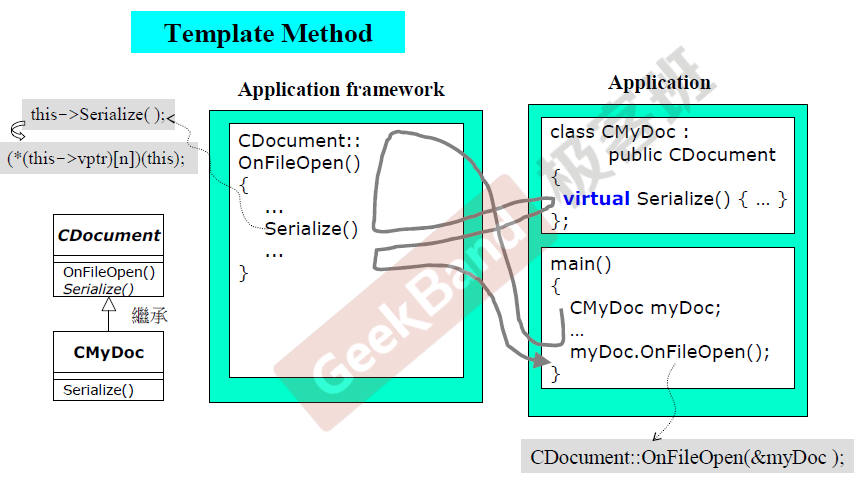 Template Method
Application framework
Application
this->Serialize( );
(*(this->vptr)[n])(this);
CDocument::
OnFileOpen()
{
...
Serialize()
...
}
class CMyDoc :
public CDocument
{
virtual Serialize() { … }
};
main()
{
CMyDoc myDoc;
…
myDoc.OnFileOpen();
}
CDocument
OnFileOpen()
Serialize()
繼承
CMyDoc
Serialize()
CDocument::OnFileOpen(&myDoc );
GeekBand 极客班